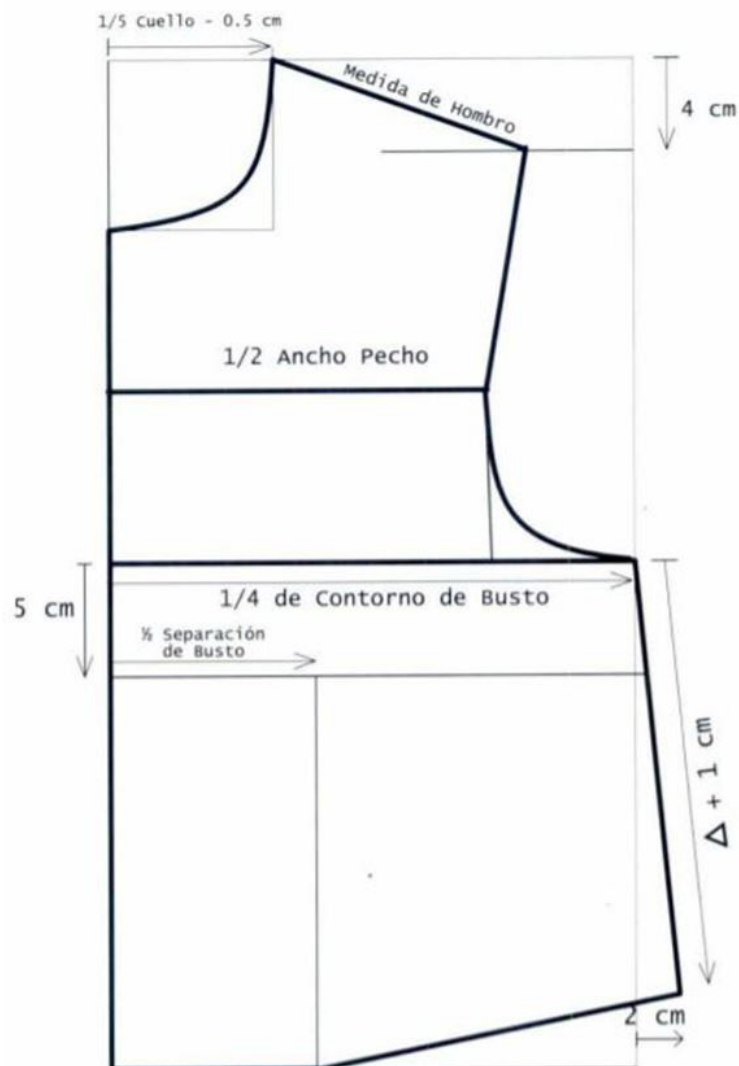 1/5 Cuello - 0.5 cm
Medida de Hombro
4 cm
1/2 Ancho Pecho
1/4 de Contorno de Busto
5 cm
½ Separación
de Busto
Δ + 1 cm
2 cm